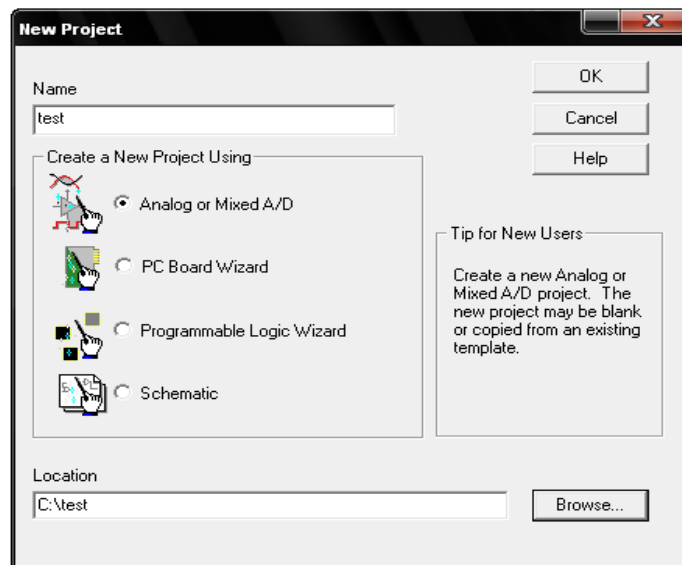 New Project
Name
test
OK
Cancel
Help
Create a New Project Using
Analog or Mixed A/D
PC Board Wizard
Programmable Logic Wizard
Schematic
Tip for New Users
Create a new Analog or
Mixed A/D project. The
new project may be blank
or copied from an existing
template.
Location
C:\test
Browse...